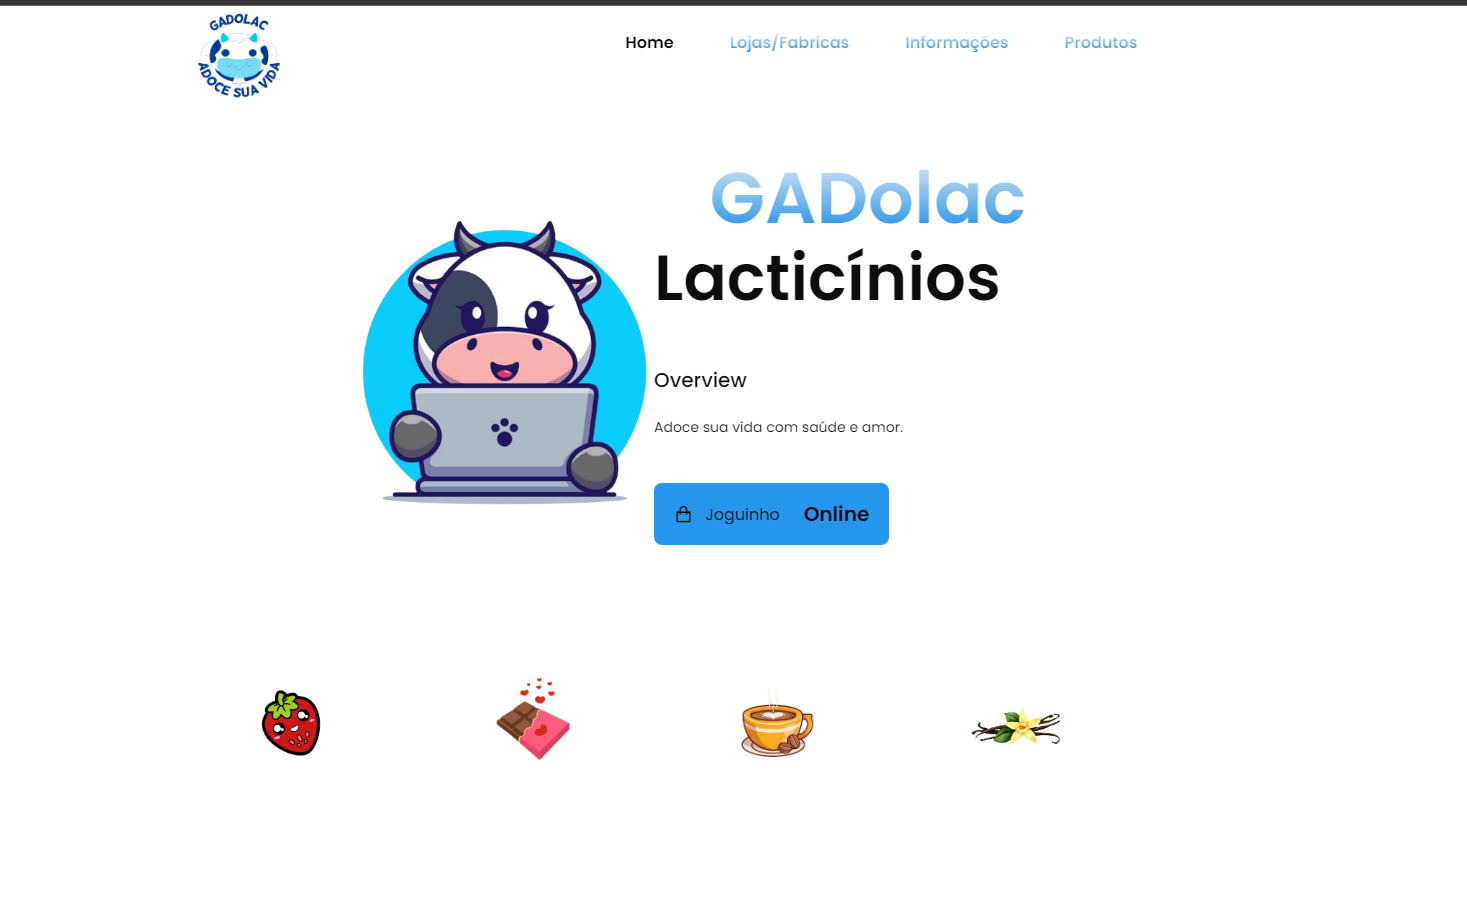 GADOLAC
ADOCE SUA VIDA
Home Lojas/Fabricas Informações Produtos
GADolac
Lacticínios
Overview
Adoce sua vida com saúde e amor.
Joguinho Online